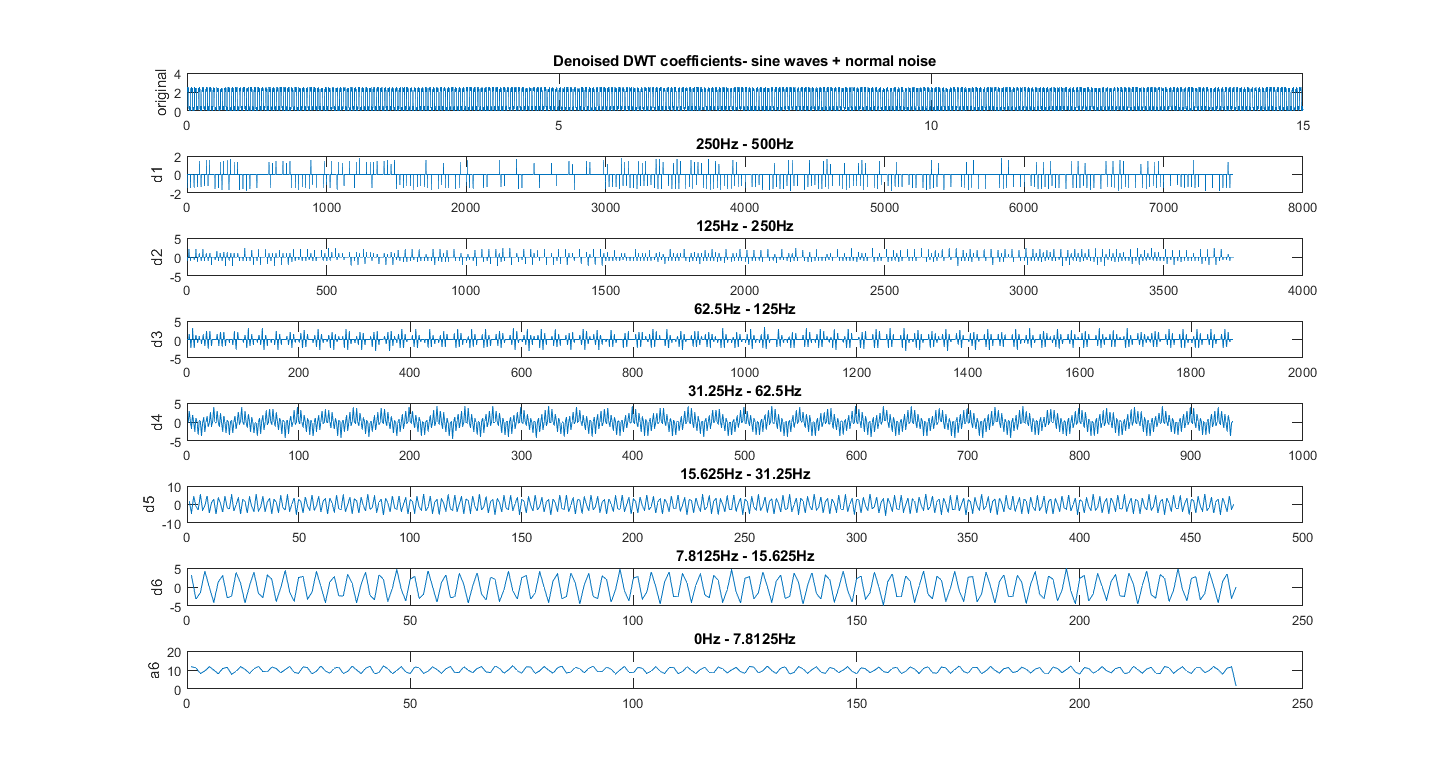 Denoised DWT coefficients- sine waves + normal noise
original
4
2
0
0 5 10 15
250Hz - 500Hz
d1
2
0
-2
0 1000 2000 3000 4000 5000 6000 7000 8000
125Hz - 250Hz
d2
5
0
-5
0 500 1000 1500 2000 2500 3000 3500 4000
62.5Hz - 125Hz
d3
5
0
-5
0 200 400 600 800 1000 1200 1400 1600 1800 2000
31.25Hz - 62.5Hz
d4
5
0
-5
0 100 200 300 400 500 600 700 800 900 1000
15.625Hz - 31.25Hz
d5
10
0
-10
0 50 100 150 200 250 300 350 400 450 500
7.8125Hz - 15.625Hz
d6
5
0
-5
0 50 100 150 200 250
0Hz - 7.8125Hz
a6
20
10
0
0 50 100 150 200 250